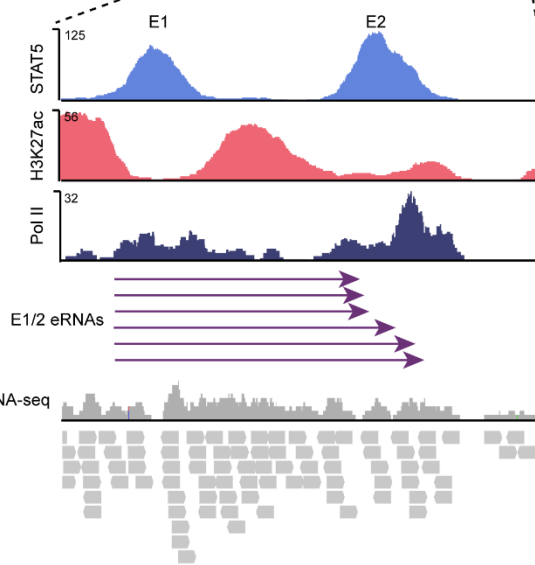 E1 E2
STAT5 125
H3K27ac 56
Pol II 32
E1/2 eRNAs
NA-seq